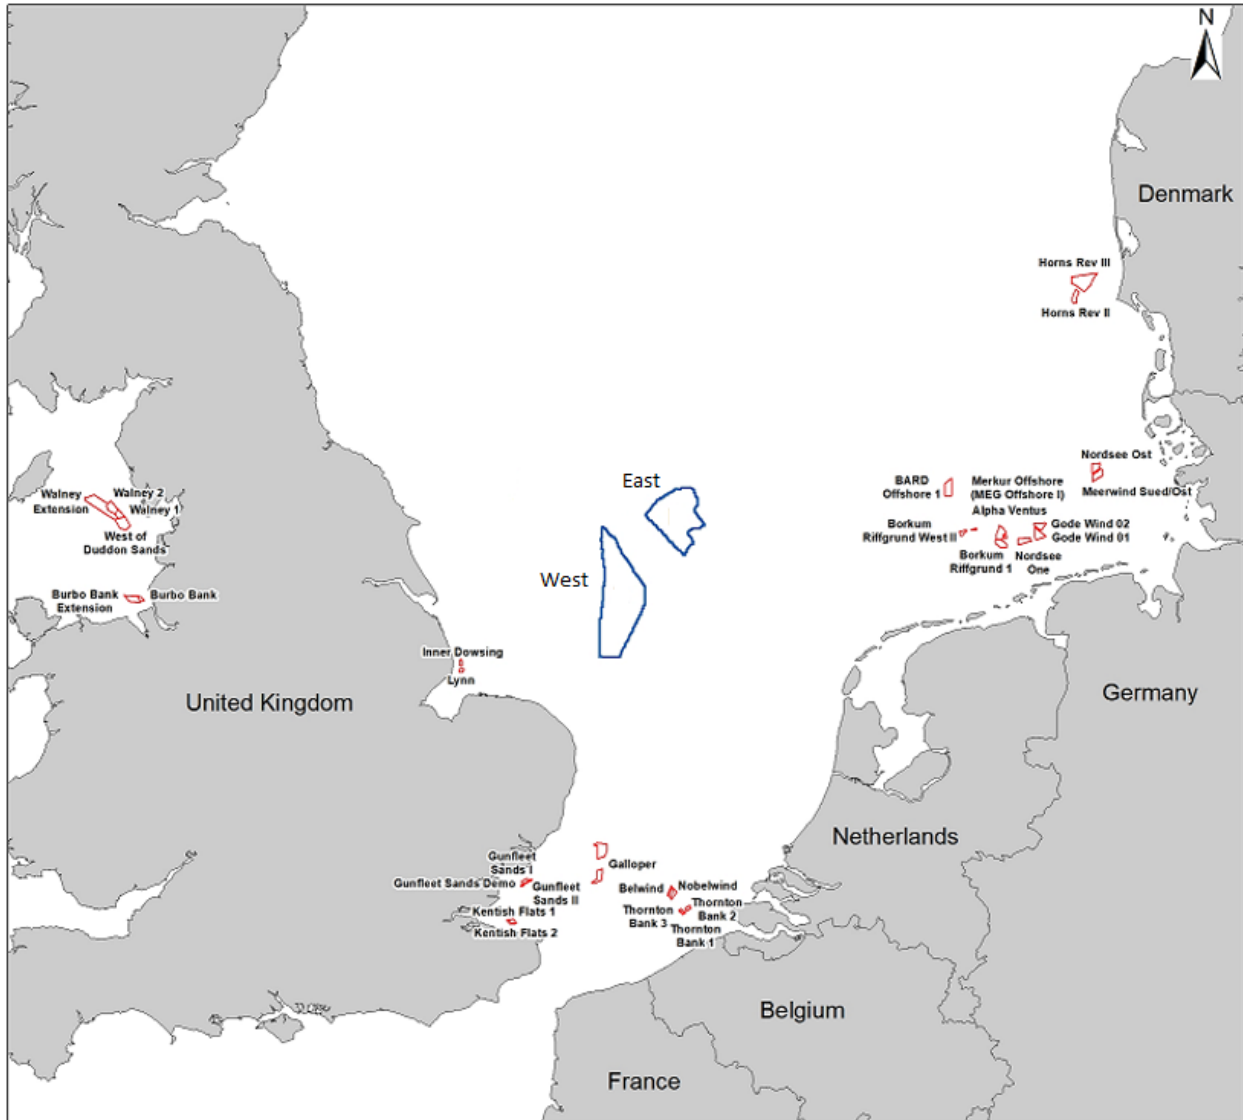 N
Denmark
Horns Rev III
Horns Rev II
East
West
Nordsee Ost
Meerwind Sued/Ost
BARD
Offshore 1
Merkur Offshore
(MEG Offshore I)
Alpha Ventus
Borkum
Riffgrund West II
Gode Wind 02
Gode Wind 01
Borkum
Riffgrund 1
Nordsee
One
Walney
Extension
Walney 2
Walney 1
West of
Duddon Sands
Burbo Bank
Extension
Burbo Bank
Inner Dowsing
Lynn
United Kingdom
Germany
Netherlands
Gunfleet
Sands I
Gunfleet Sands Demo
Gunfleet
Sands II
Kentish Flats 1
Kentish Flats 2
Galloper
Belwind
Nobelwind
Thornton
Bank 3
Thornton
Bank 2
Thornton
Bank 1
Belgium
France